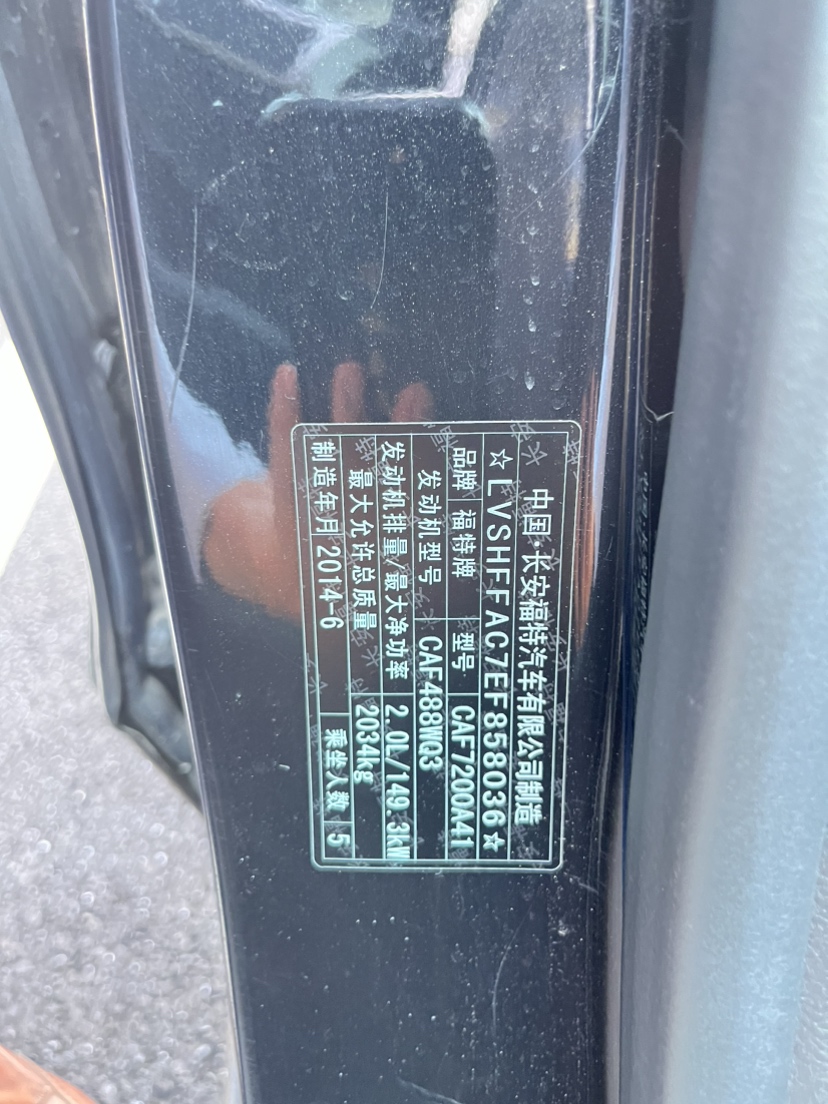 中国·长安福特汽车有限公司制造
☆LVSHFFAC7EF858036☆
品牌 福特牌 型号 CAF7200A41
发动机型号 CAF488WQ3
发动机排量/最大净功率 2.0L/149.3kW
最大允许总质量 2034kg
制造年月 2014-6 乘坐人数 5